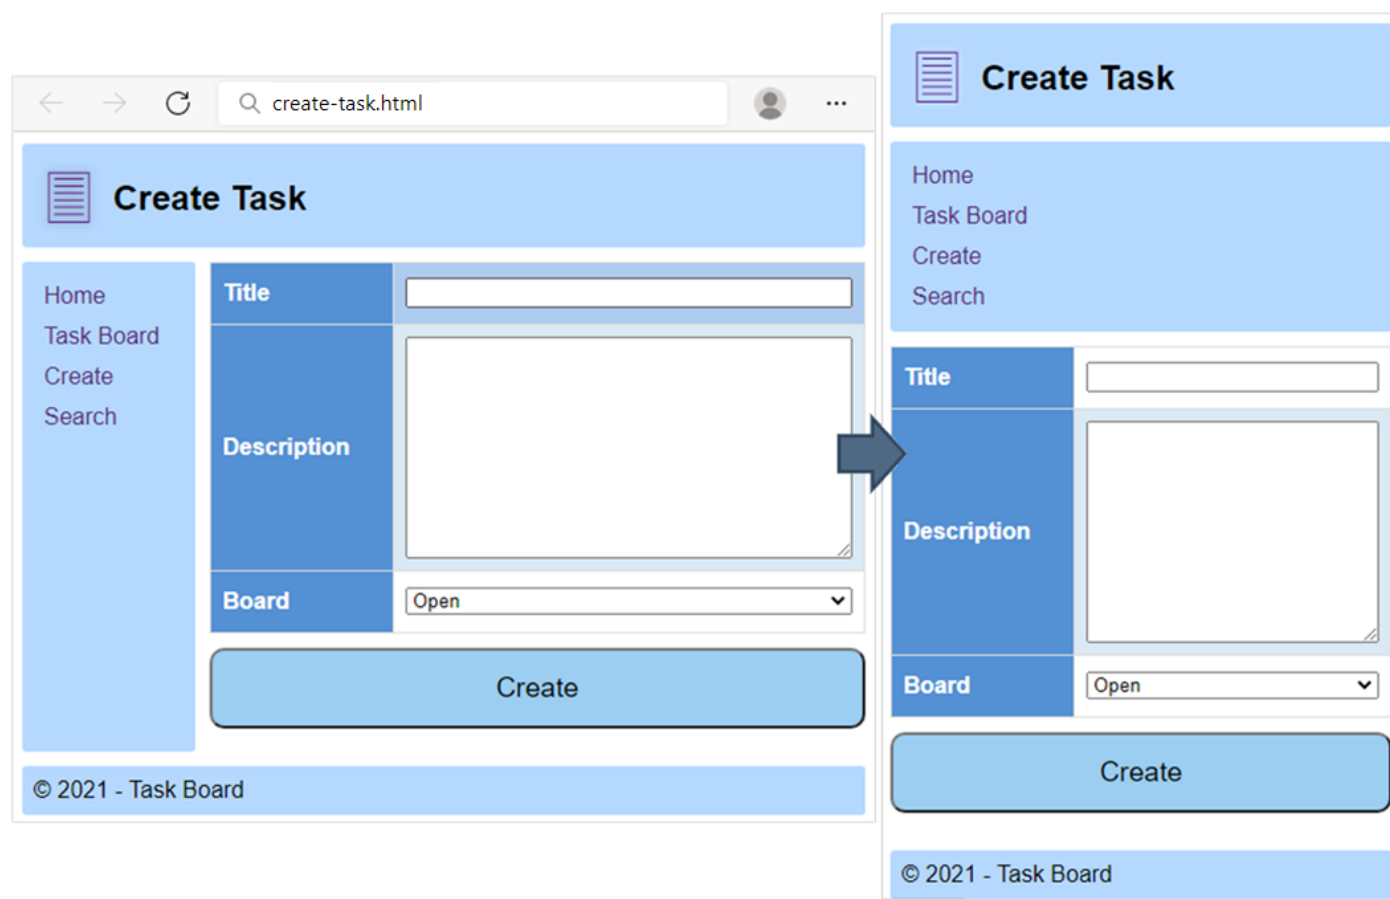 create-task.html
Create Task
Home
Task Board
Create
Search
Title
Description
Board
Open
Create
© 2021 - Task Board
Create Task
Home
Task Board
Create
Search
Title
Description
Board
Open
Create
© 2021 - Task Board